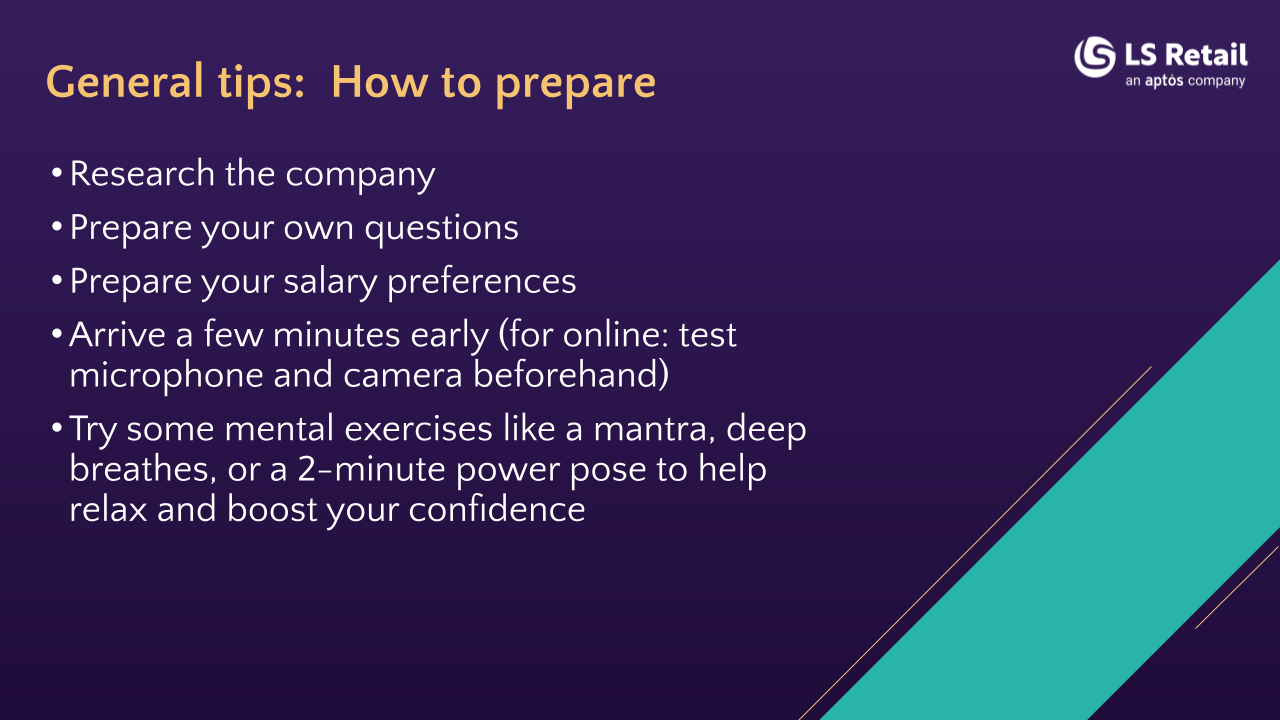 General tips:  How to prepare
LS Retail
an aptos company
• Research the company
• Prepare your own questions
• Prepare your salary preferences
• Arrive a few minutes early (for online: test
microphone and camera beforehand)
• Try some mental exercises like a mantra, deep
breathes, or a 2-minute power pose to help
relax and boost your confidence